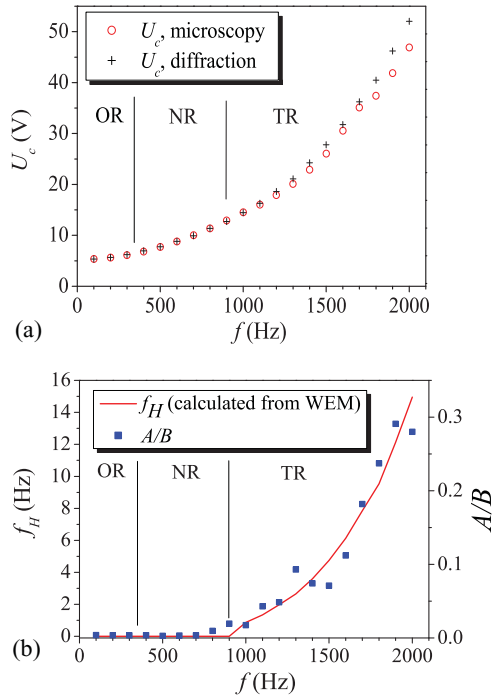 50
40
30
20
10
0
U_c (V)
U_c, microscopy
U_c, diffraction
OR NR TR
0 500 1000 1500 2000
f (Hz)
(a)
16
14
12
10
8
6
4
2
0
f_H (Hz)
f_H (calculated from WEM)
A/B
OR NR TR
0.3
0.2
0.1
0.0
A/B
0 500 1000 1500 2000
f (Hz)
(b)